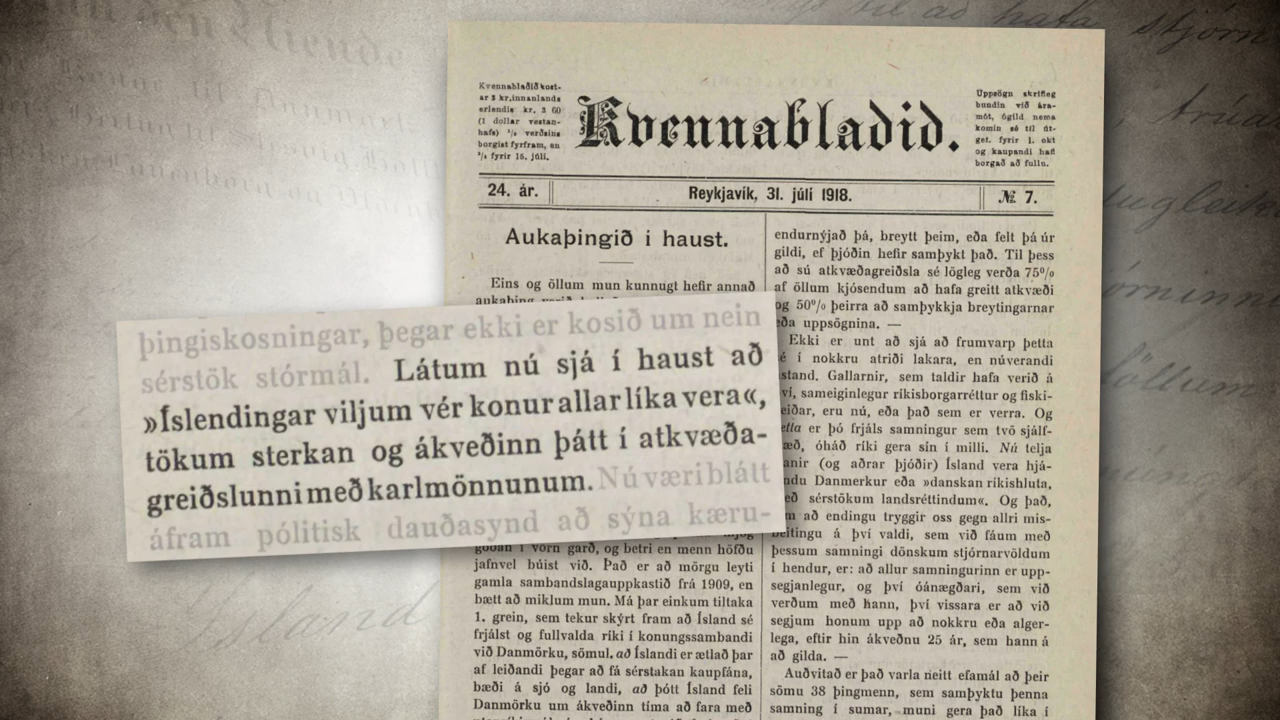 Kvennablaðið kost-
ar 3 kr. innanlands
erlendis kr. 2 60
(1 dollar vestan-
hafs) ¹/₃ verðsins
borgist fyrfram, en
²/₃ fyrir 15. júlí.
Kvennabladid.
Uppsögn skrifleg
bundin við ára-
mót, ógild nema
komin sé til út-
gef. fyrir 1. okt
og kaupandi hafi
borgað að fullu.
24. ár.
Reykjavík, 31. júlí 1918.
№ 7.
Aukaþingið í haust.
Eins og öllum mun kunnugt hefir annað
aukaþing verið
þingiskosningar, þegar ekki er kosið um nein
sérstök stórmál. Látum nú sjá í haust að
»Íslendingar viljum vér konur allar líka vera«,
tökum sterkan og ákveðinn þátt í atkvæða-
greiðslunni með karlmönnunum. Nú væri blátt
áfram pólitisk dauðasynd að sýna kæru-
góðan í vorn garð, og betri en menn höfðu
jafnvel búist við. Það er að mörgu leyti
gamla sambandslagauppkastið frá 1909, en
bætt að miklum mun. Má þar einkum tiltaka
1. grein, sem tekur skýrt fram að Ísland sé
frjálst og fullvalda ríki í konungssambandi
við Danmörku, sömul. að Íslandi er ætlað þar
af leiðandi þegar að fá sérstakan kaupfána,
bæði á sjó og landi, að þótt Ísland feli
Danmörku um ákveðinn tíma að fara með
endurnýjað þá, breytt þeim, eða felt þá úr
gildi, ef þjóðin hefir samþykt það. Til þess
að sú atkvæðagreiðsla sé lögleg verða 75%
af öllum kjósendum að hafa greitt atkvæði
og 50% þeirra að samþykkja breytingarnar
eða uppsögnina. —
Ekki er unt að sjá að frumvarp þetta
í nokkru atriði lakara, en núverandi
Gallarnir, sem taldir hafa verið á
sameiginlegur ríkisborgarréttur og fiski-
eru nú, eða það sem er verra. Og
er þó frjáls samningur sem tvö sjálf-
óháð ríki gera sín í milli. Nú telja
(og aðrar þjóðir) Ísland vera hjá-
Danmerkur eða »danskan ríkishluta,
sérstökum landsréttindum«. Og það,
að endingu tryggir oss gegn allri mis-
beitingu á því valdi, sem við fáum með
þessum samningi dönskum stjórnarvöldum
í hendur, er: að allur samningurinn er upp-
segjanlegur, og því óánægðari, sem við
verðum með hann, því vissara er að við
segjum honum upp að nokkru eða alger-
lega, eftir hin ákveðnu 25 ár, sem hann á
að gilda. —
Auðvitað er það varla neitt efamál að þeir
sömu 38 þingmenn, sem samþyktu þenna
samning í sumar, muni gera það líka í